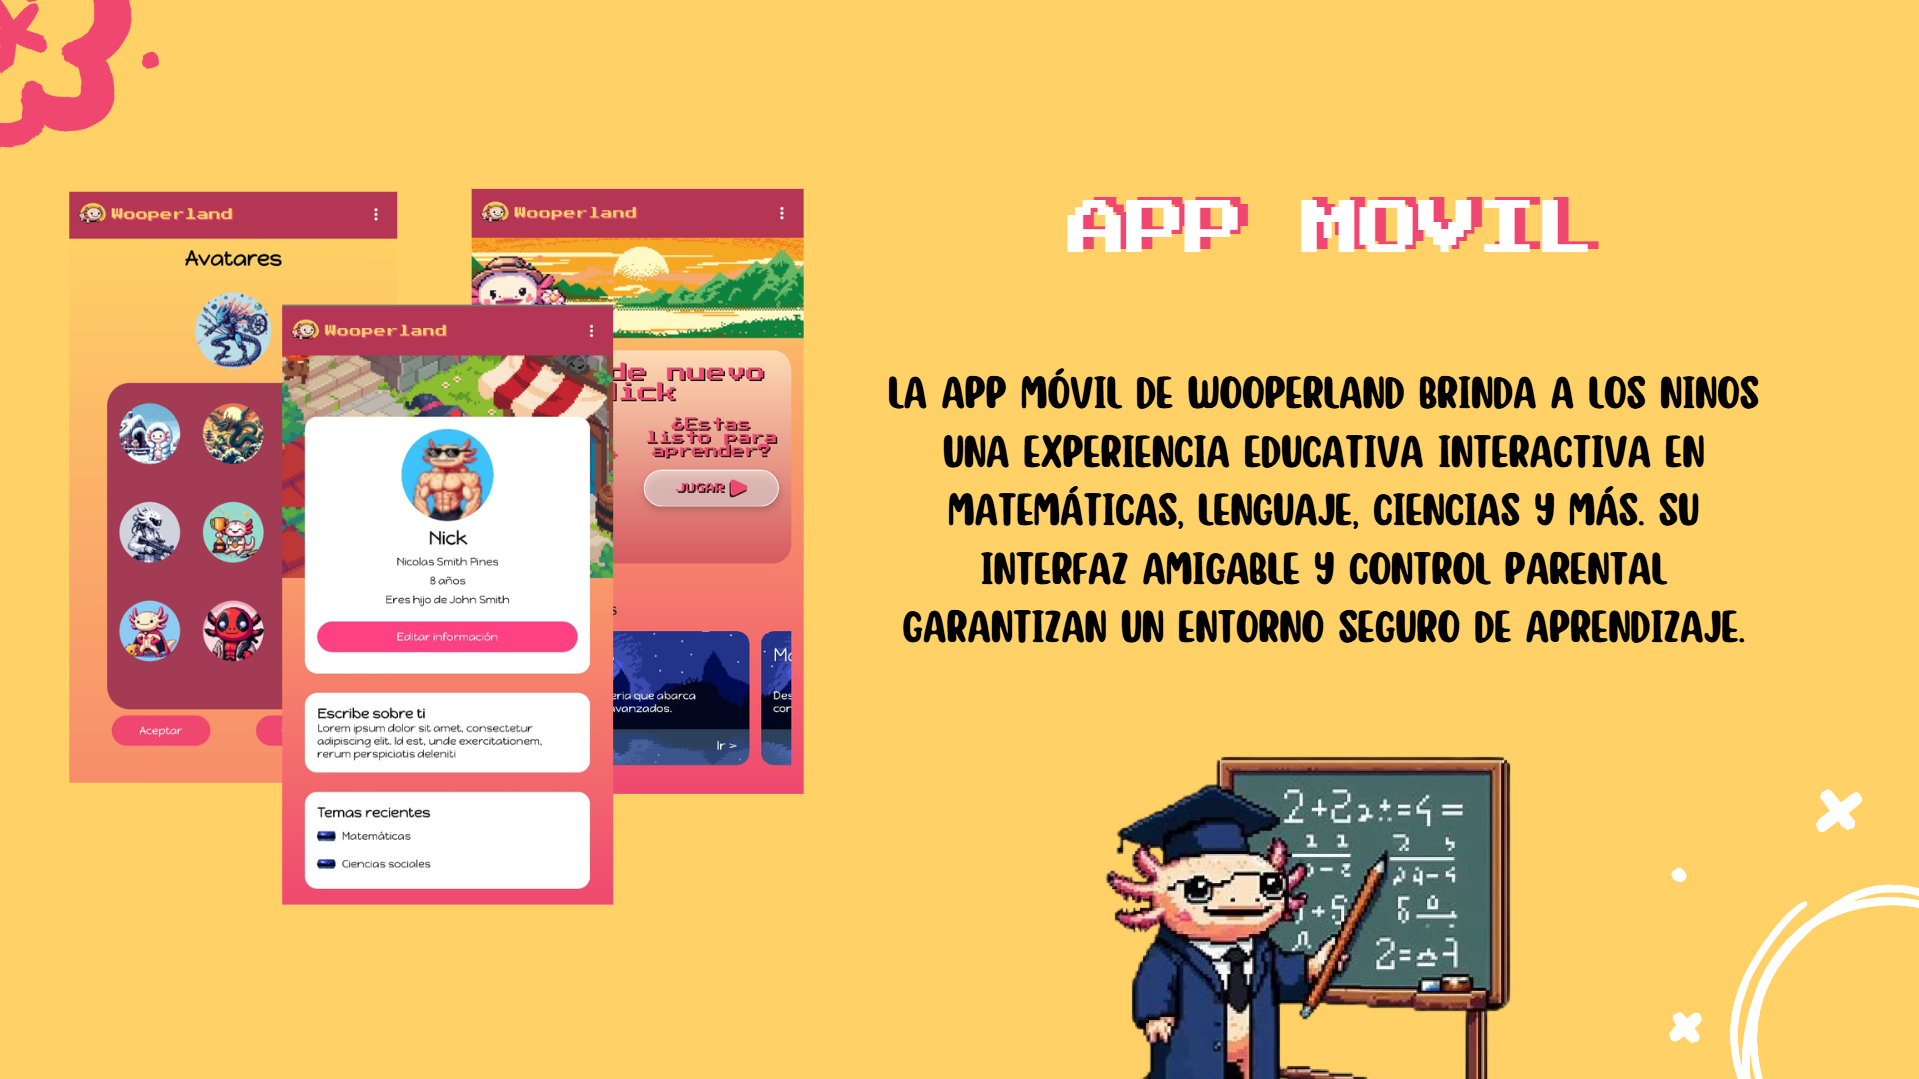 Wooperland
Avatares
Aceptar
Wooperland
Nick
Nicolas Smith Pines
8 años
Eres hijo de John Smith
Editar información
Escribe sobre ti
Lorem ipsum dolor sit amet, consectetur
adipiscing elit. Id est, unde exercitationem,
rerum perspiciatis deleniti
Temas recientes
Matemáticas
Ciencias sociales
Wooperland
de nuevo
¿Estas
listo para
aprender?
JUGAR
que abarca
Ir >
APP MOVIL
LA APP MÓVIL DE WOOPERLAND BRINDA A LOS NINOS
UNA EXPERIENCIA EDUCATIVA INTERACTIVA EN
MATEMÁTICAS, LENGUAJE, CIENCIAS Y MÁS. SU
INTERFAZ AMIGABLE Y CONTROL PARENTAL
GARANTIZAN UN ENTORNO SEGURO DE APRENDIZAJE.